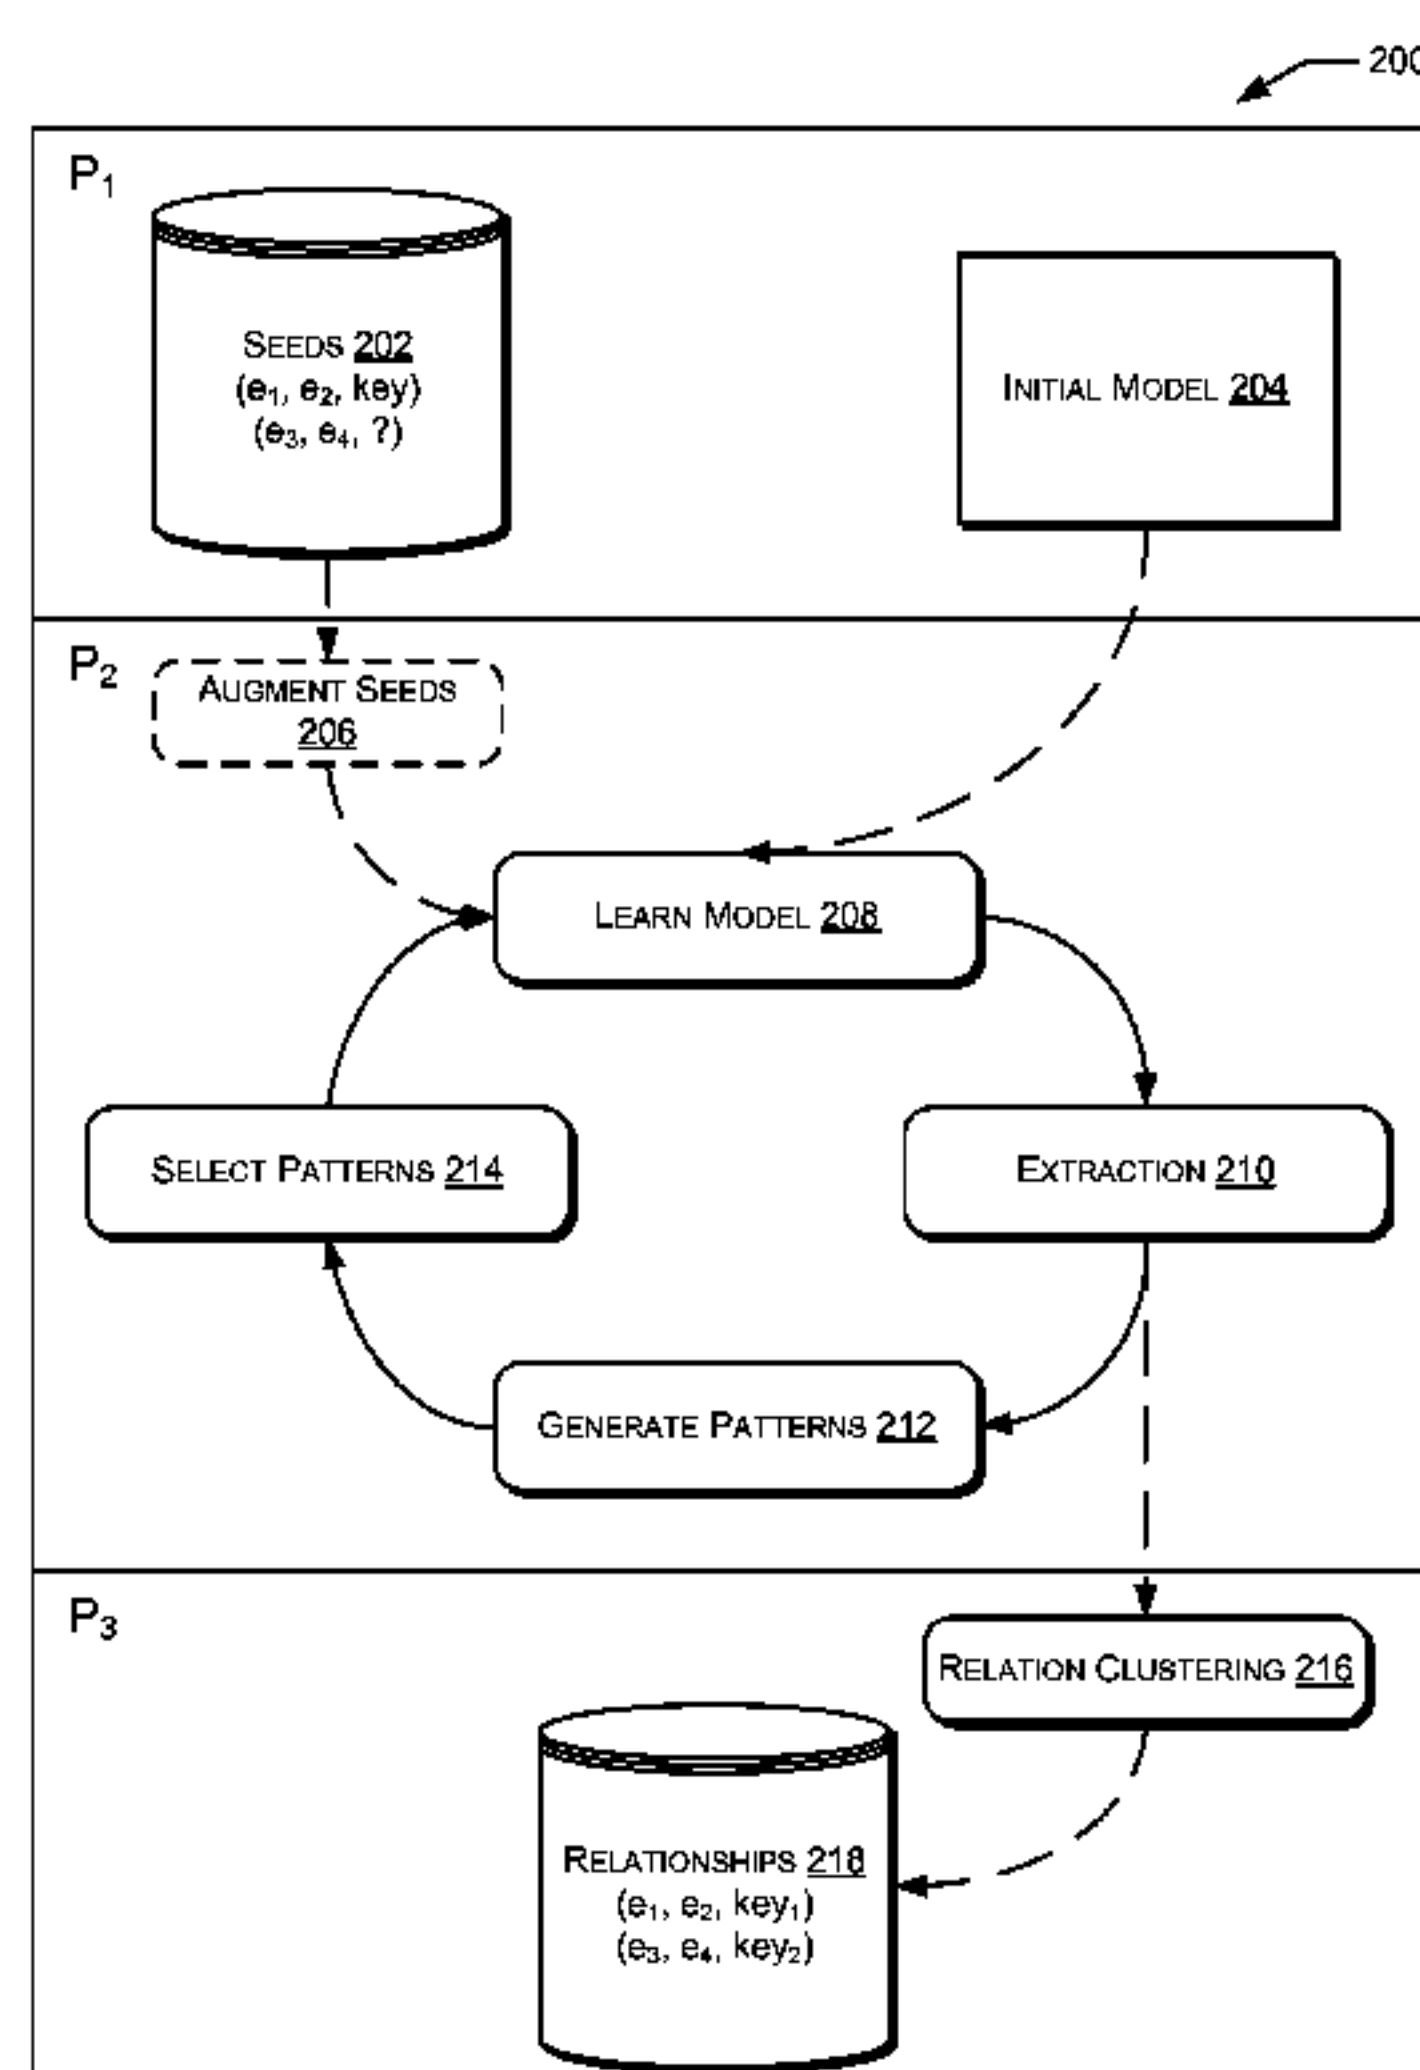 200
P₁
SEEDS 202
(e₁, e₂, key)
(e₃, e₄, ?)
INITIAL MODEL 204
P₂
AUGMENT SEEDS
206
LEARN MODEL 208
SELECT PATTERNS 214
EXTRACTION 210
GENERATE PATTERNS 212
P₃
RELATION CLUSTERING 216
RELATIONSHIPS 218
(e₁, e₂, key₁)
(e₃, e₄, key₂)